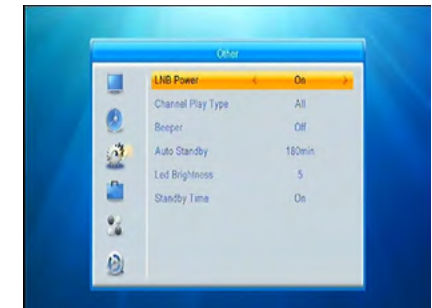 Other
LNB Power On
Channel Play Type All
Beeper Off
Auto Standby 180min
Led Brightness 5
Standby Time On